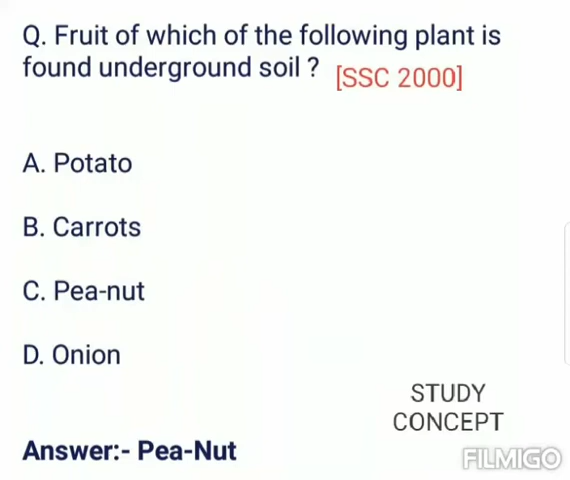 Q. Fruit of which of the following plant is
found underground soil ? [SSC 2000]
A. Potato
B. Carrots
C. Pea-nut
D. Onion
STUDY
CONCEPT
Answer:- Pea-Nut
FILMIGO